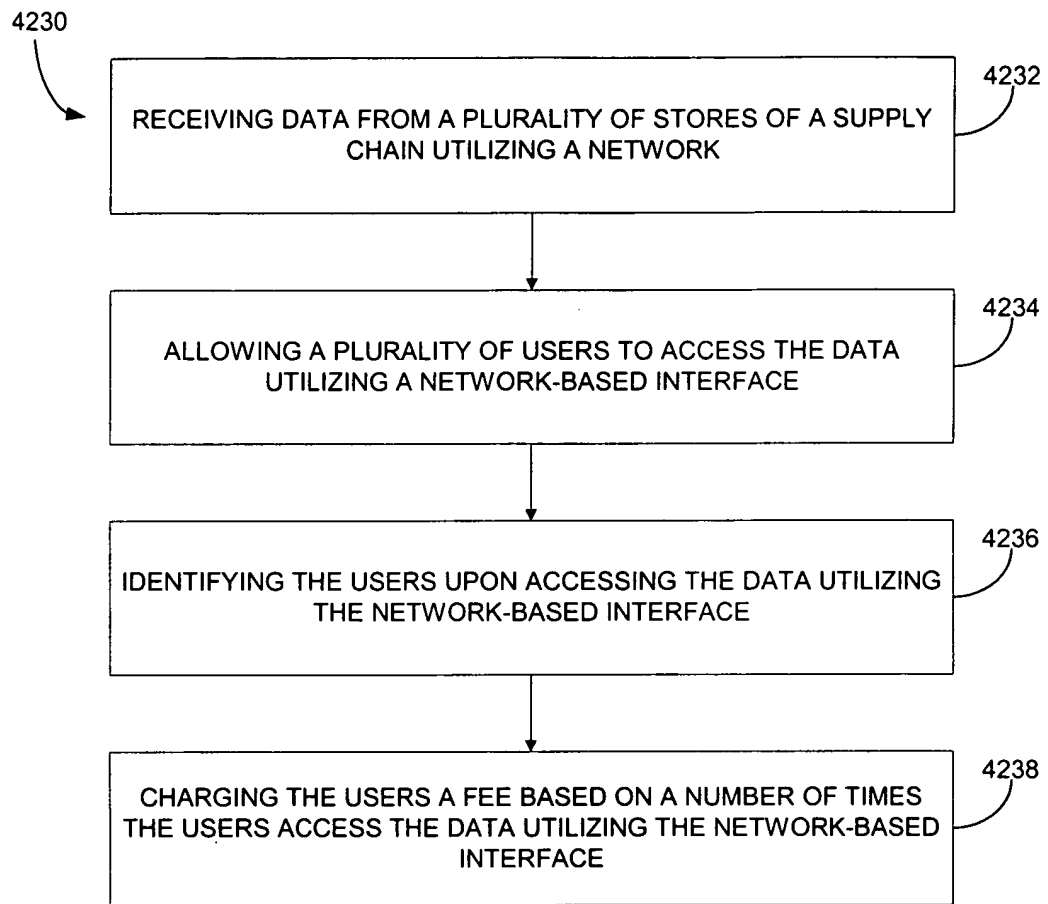 4230
4232
RECEIVING DATA FROM A PLURALITY OF STORES OF A SUPPLY
CHAIN UTILIZING A NETWORK
4234
ALLOWING A PLURALITY OF USERS TO ACCESS THE DATA
UTILIZING A NETWORK-BASED INTERFACE
4236
IDENTIFYING THE USERS UPON ACCESSING THE DATA UTILIZING
THE NETWORK-BASED INTERFACE
4238
CHARGING THE USERS A FEE BASED ON A NUMBER OF TIMES
THE USERS ACCESS THE DATA UTILIZING THE NETWORK-BASED
INTERFACE